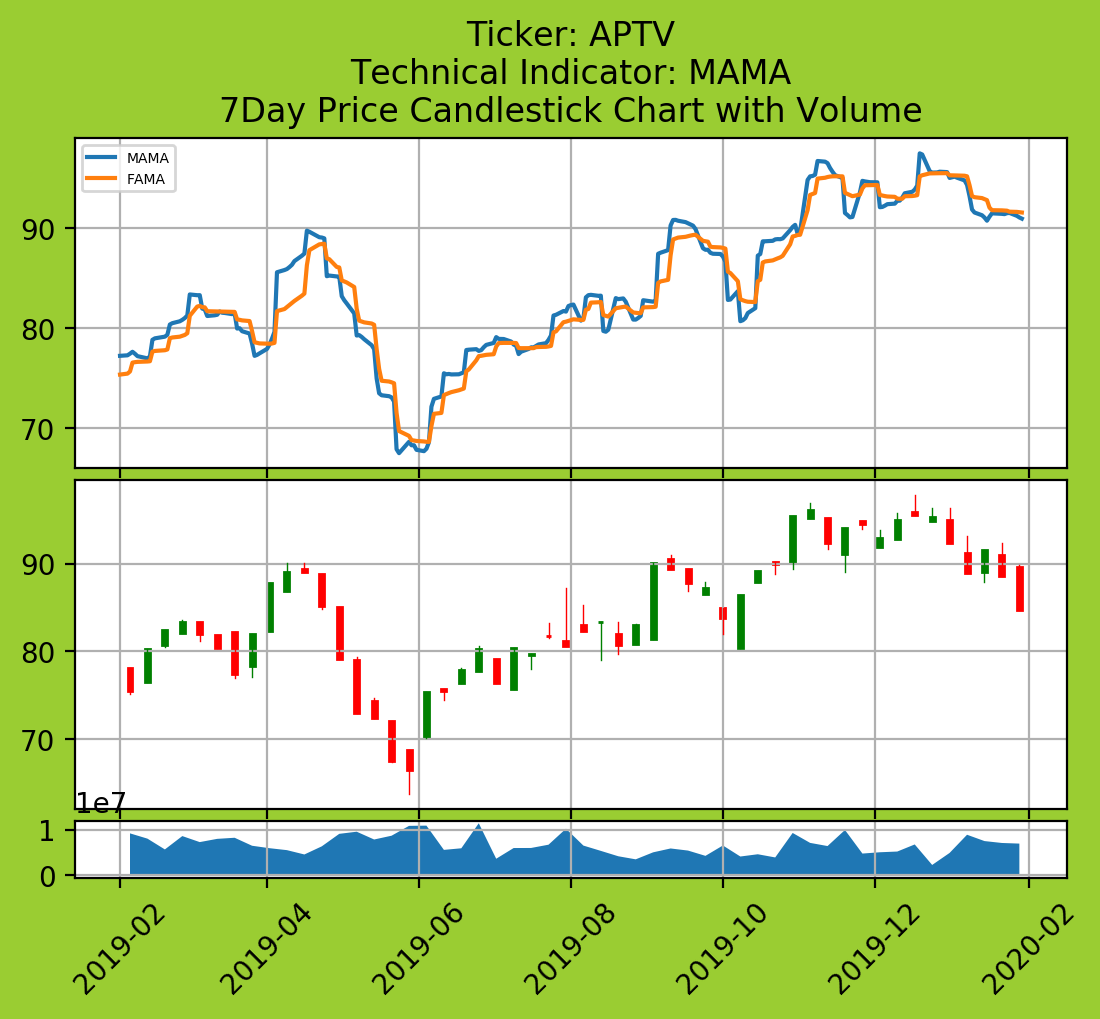 Ticker: APTV
Technical Indicator: MAMA
7Day Price Candlestick Chart with Volume
MAMA
FAMA
90
80
70
90
80
70
1e7
1
0
2019-02
2019-04
2019-06
2019-08
2019-10
2019-12
2020-02